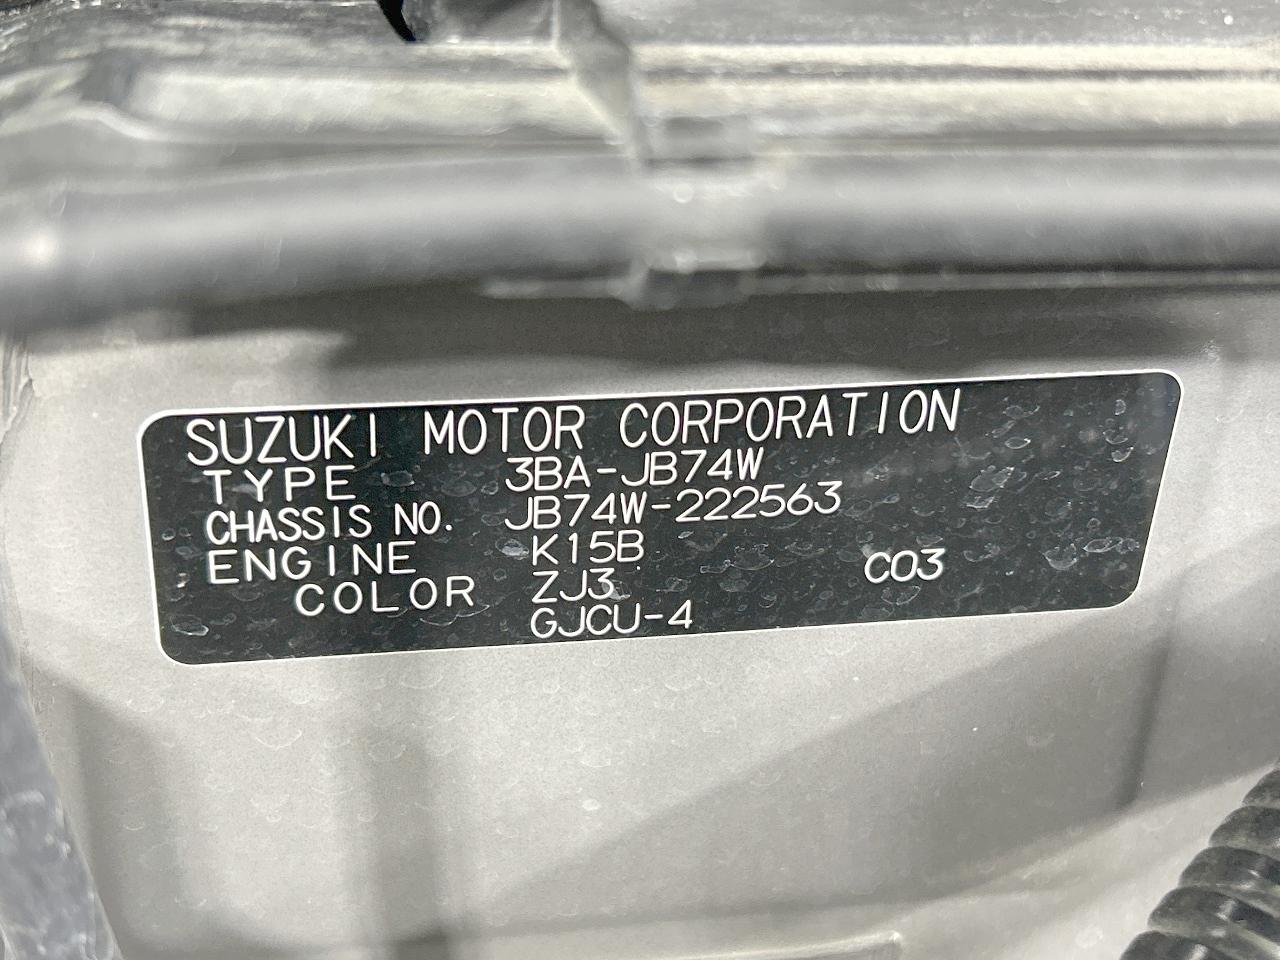 SUZUKI MOTOR CORPORATION
TYPE 3BA-JB74W
CHASSIS NO. JB74W-222563
ENGINE K15B
COLOR ZJ3 C03
GJCU-4